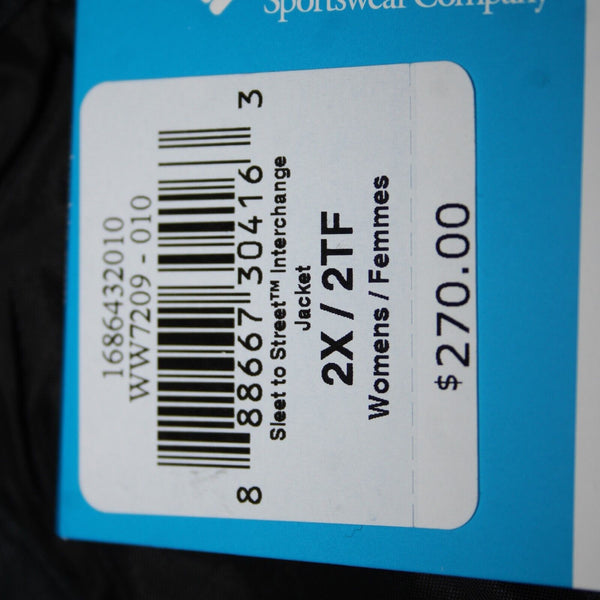 Sportswear Company
1686432010
WW7209 - 010
8 88667 30416 3
Sleet to Street™ Interchange
Jacket
2X / 2TF
Womens / Femmes
$270.00